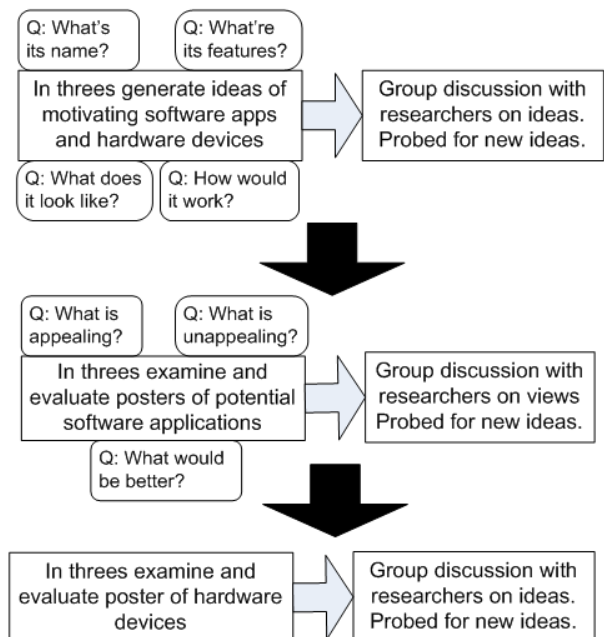 Q: What's
its name?
Q: What're
its features?
In threes generate ideas of
motivating software apps
and hardware devices
Group discussion with
researchers on ideas.
Probed for new ideas.
Q: What does
it look like?
Q: How would
it work?
Q: What is
appealing?
Q: What is
unappealing?
In threes examine and
evaluate posters of potential
software applications
Group discussion with
researchers on views
Probed for new ideas.
Q: What would
be better?
In threes examine and
evaluate poster of hardware
devices
Group discussion with
researchers on ideas.
Probed for new ideas.